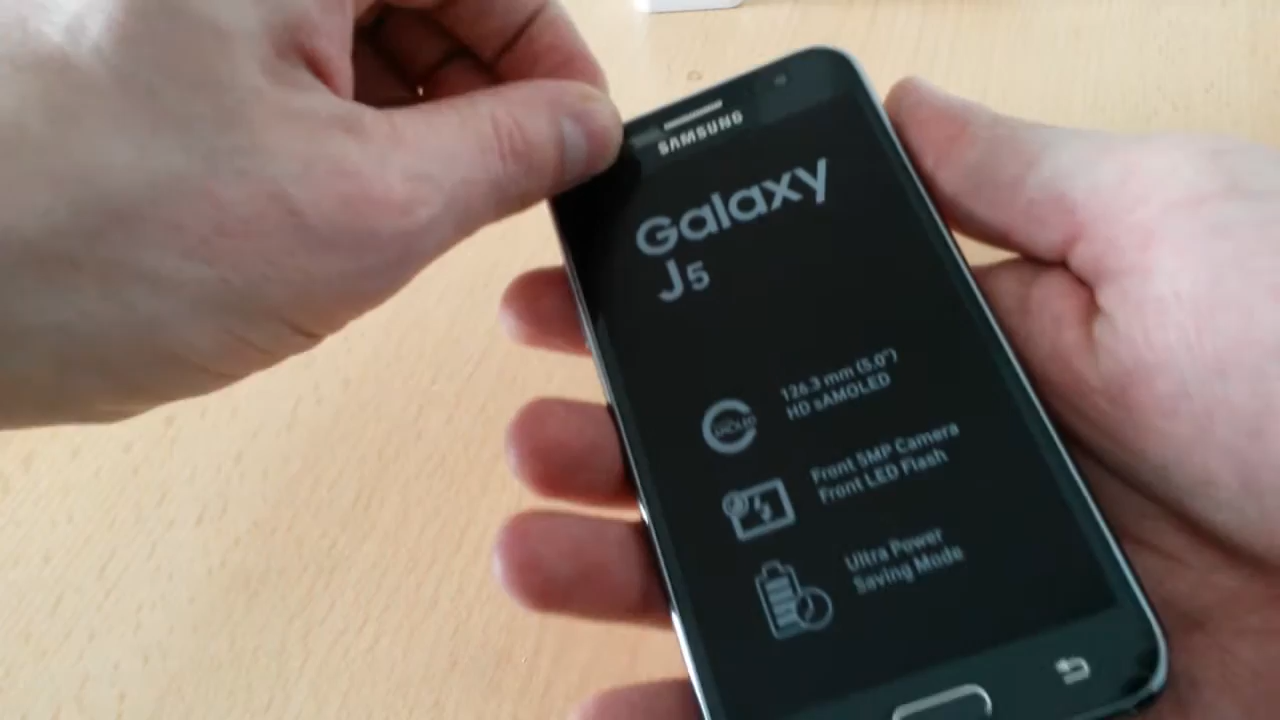 SAMSUNG
Galaxy
J5
126.3 mm (5.0")
HD sAMOLED
AMOLED
Front 5MP Camera
Front LED Flash
Ultra Power
Saving Mode